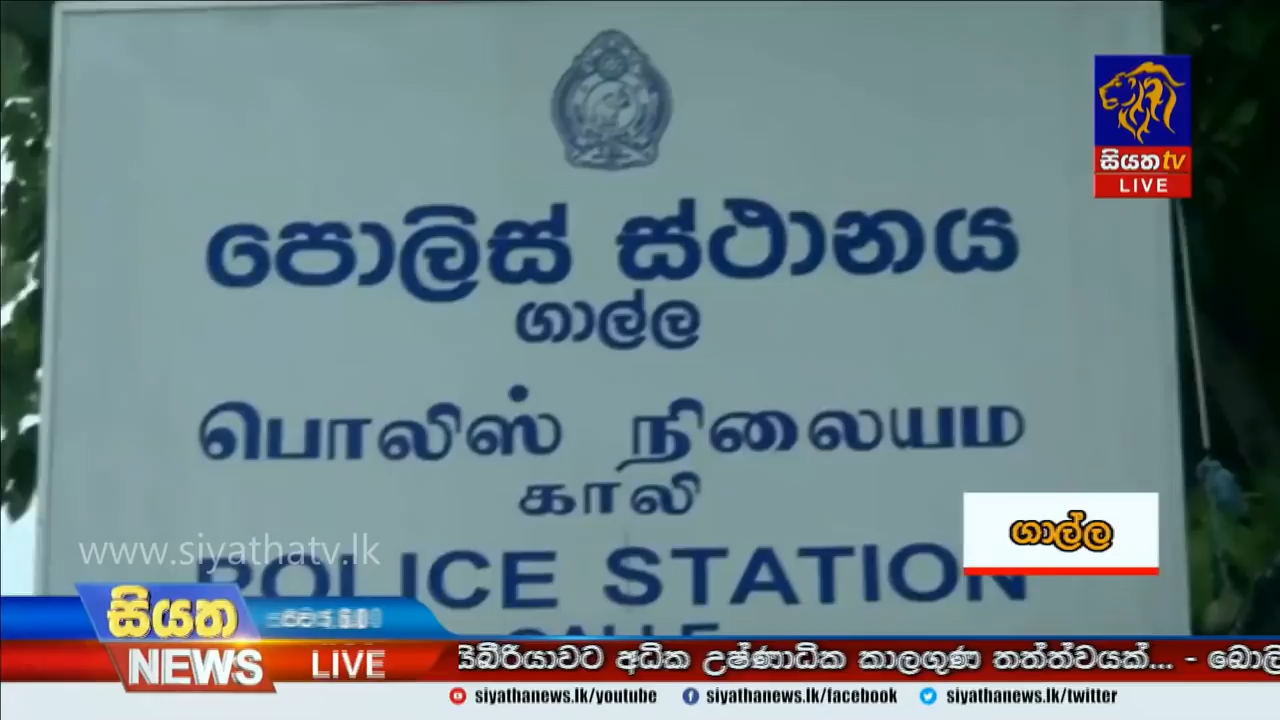 සියත tv
LIVE
පොලිස් ස්ථානය
ගාල්ල
பொலிஸ் நிலையம
காலி
ගාල්ල
www.siyathatv.lk
POLICE STATION
GALLE
සියත
NEWS LIVE
යිබීරියාවට අධික උෂ්ණාධික කාලගුණ තත්ත්වයක්... - බොලි
siyathanews.lk/youtube siyathanews.lk/facebook siyathanews.lk/twitter